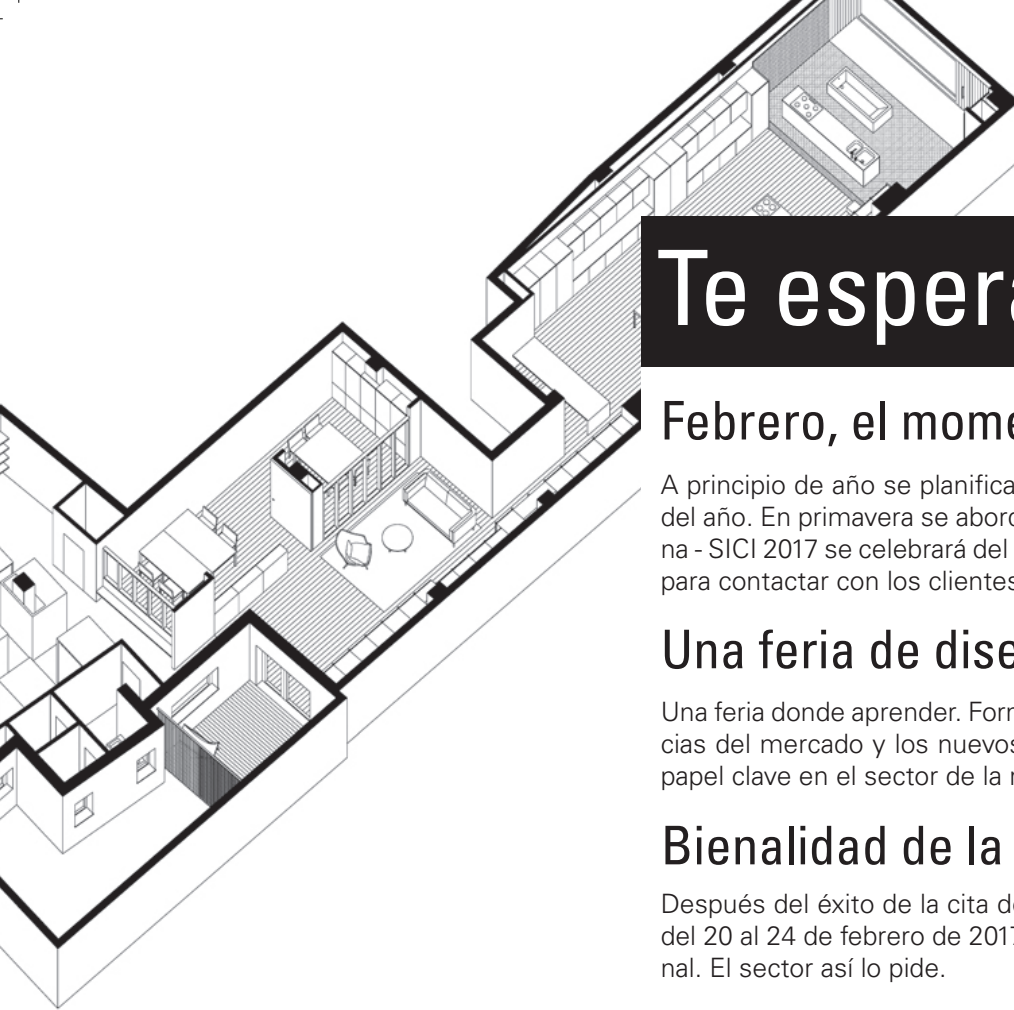 Te esper
Febrero, el mome
A principio de año se planifica
del año. En primavera se abord
na - SICI 2017 se celebrará del
para contactar con los clientes
Una feria de dise
Una feria donde aprender. Forn
cias del mercado y los nuevos
papel clave en el sector de la
Bienalidad de la
Después del éxito de la cita de
del 20 al 24 de febrero de 2017
nal. El sector así lo pide.